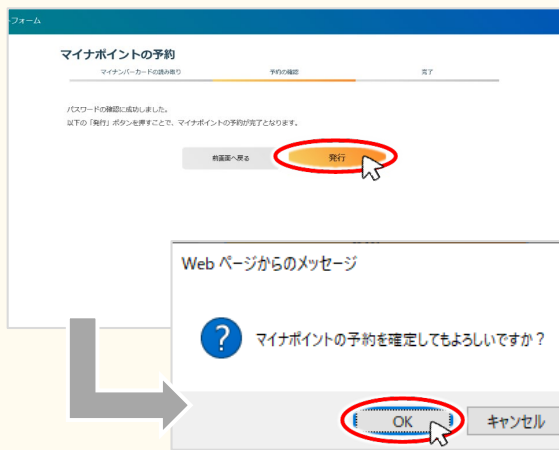 フォーム
マイナポイントの予約
マイナンバーカードの読み取り 予約の確認 完了
パスワードの確認に成功しました。
以下の「発行」ボタンを押すことで、マイナポイントの予約が完了となります。
前画面へ戻る 発行
Web ページからのメッセージ
マイナポイントの予約を確定してもよろしいですか？
OK キャンセル